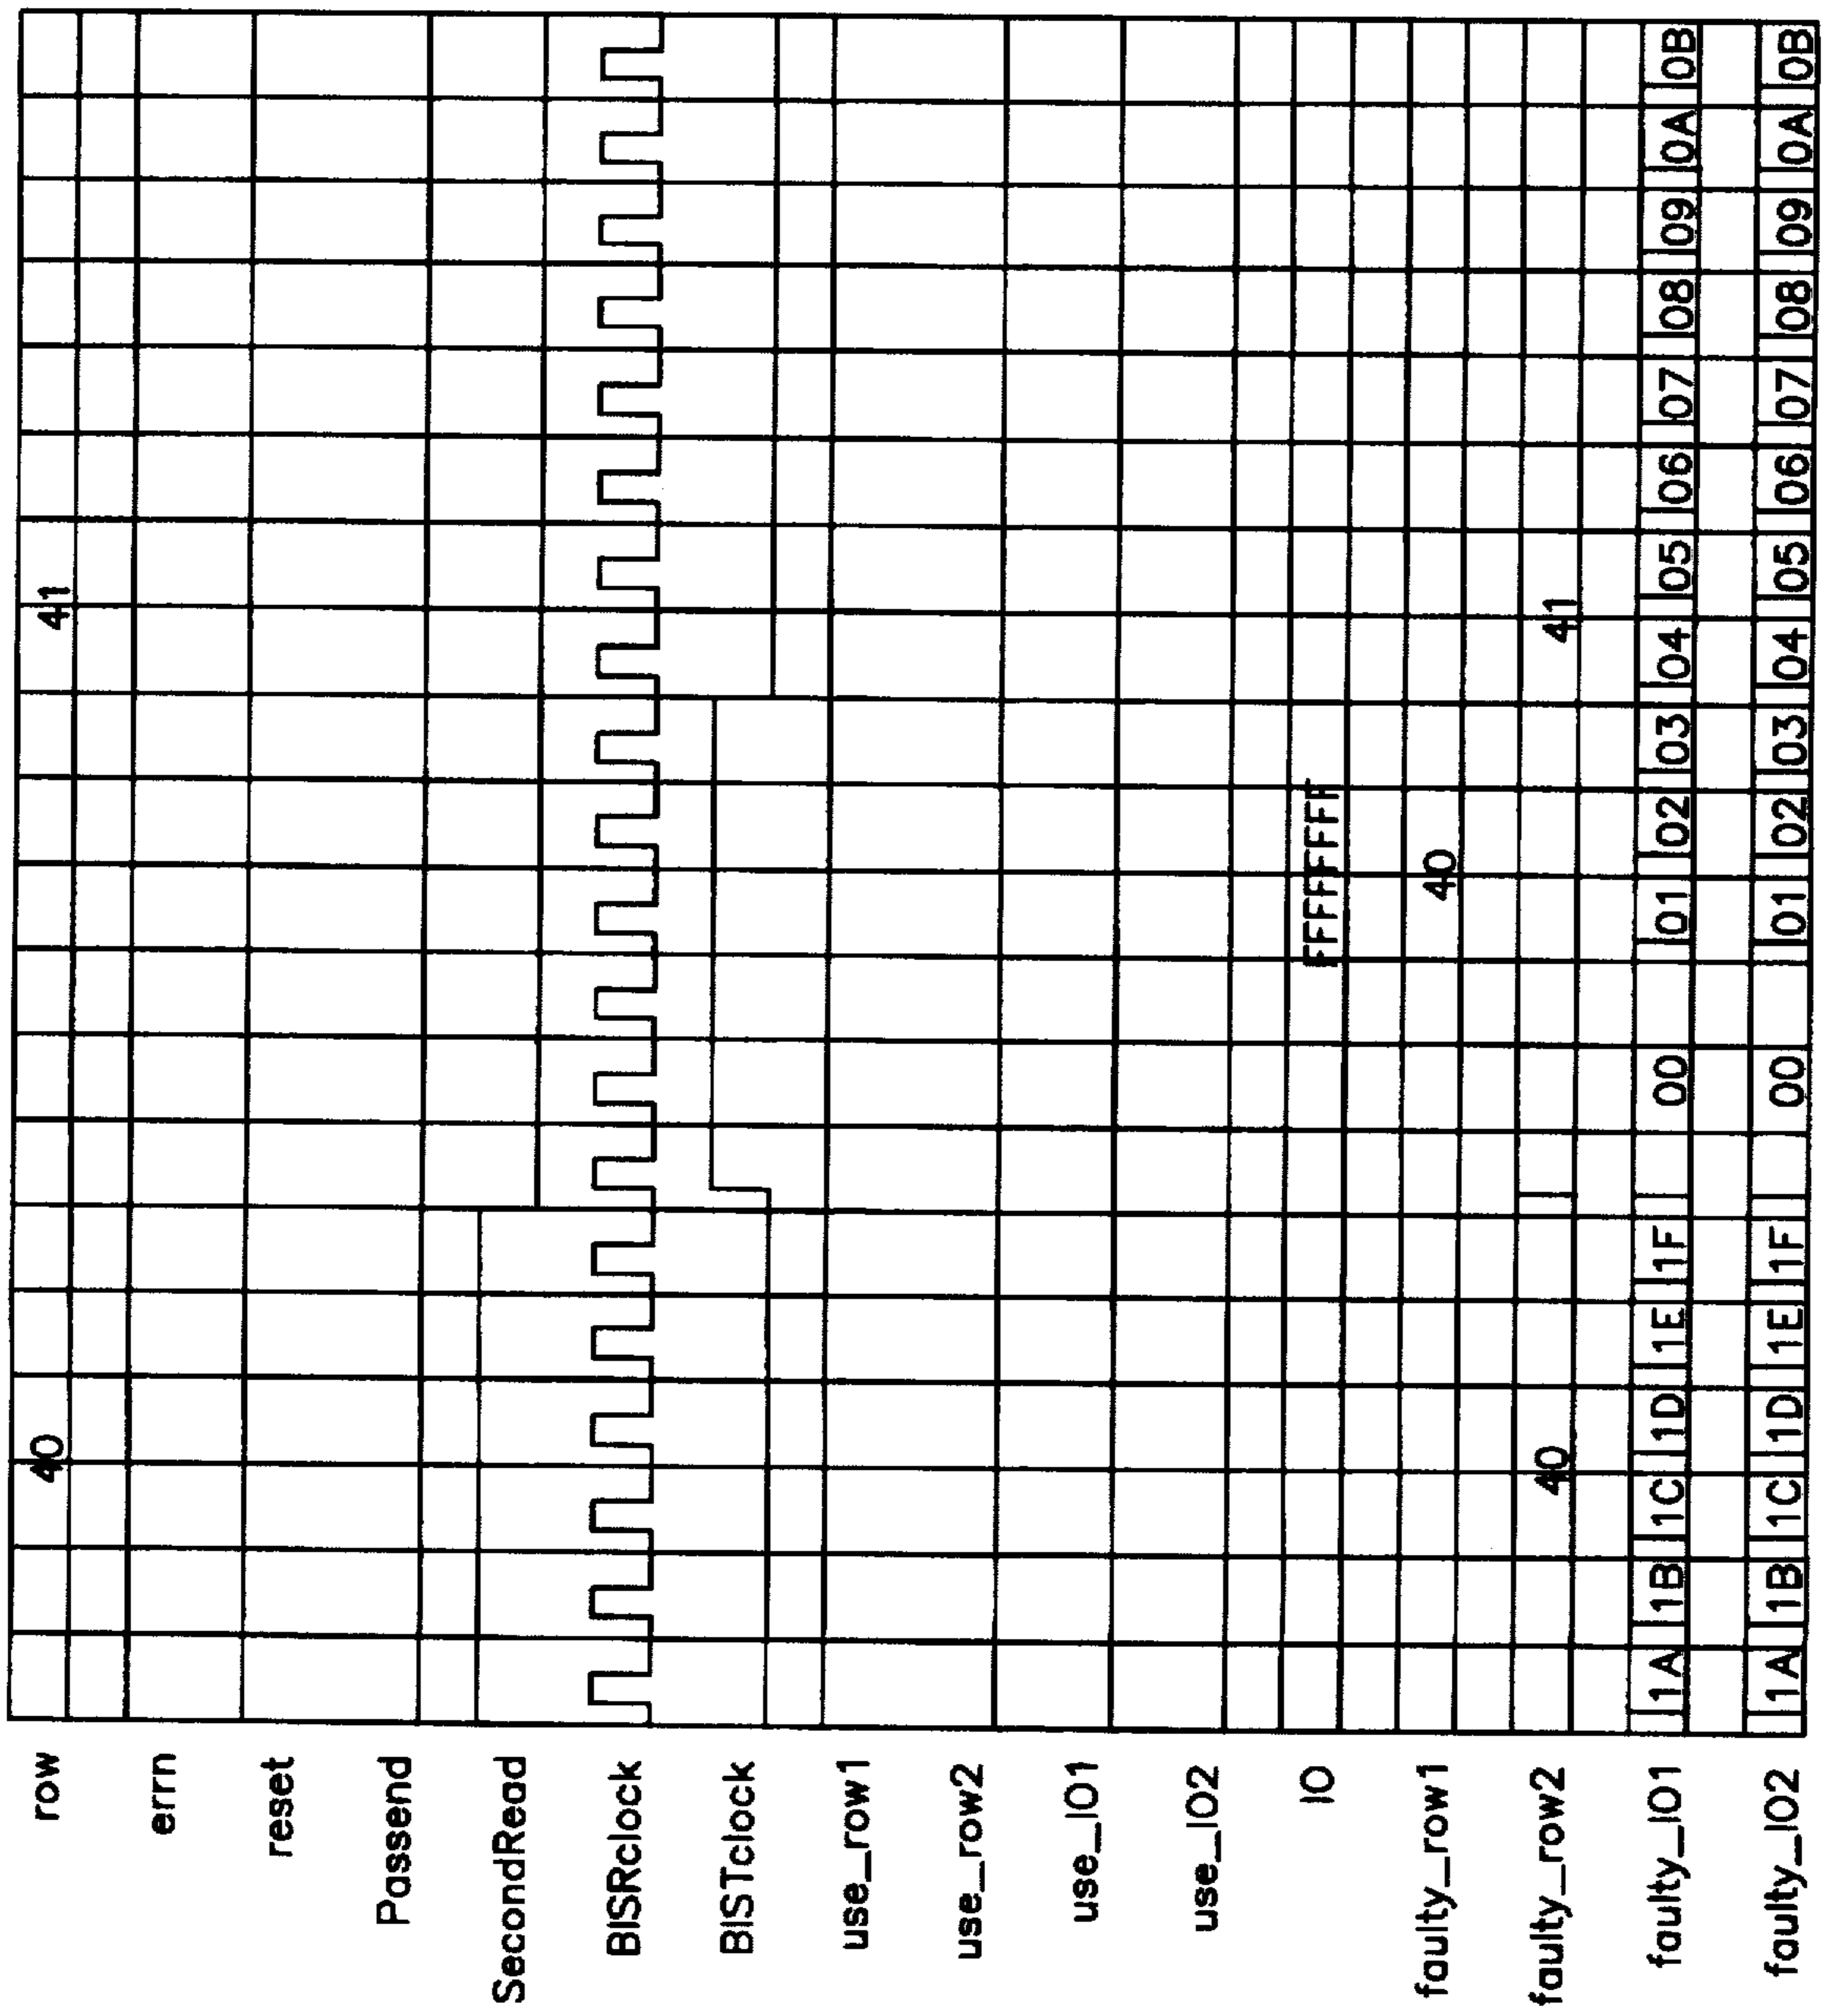 row 40 41
errn
reset
Passend
SecondRead
BISRclock
BISTclock
use_row1
use_row2
use_IO1
use_IO2
IO FFFFFFFF
faulty_row1 40
faulty_row2 40 41
faulty_IO1 1A 1B 1C 1D 1E 1F 00 01 02 03 04 05 06 07 08 09 0A 0B
faulty_IO2 1A 1B 1C 1D 1E 1F 00 01 02 03 04 05 06 07 08 09 0A 0B